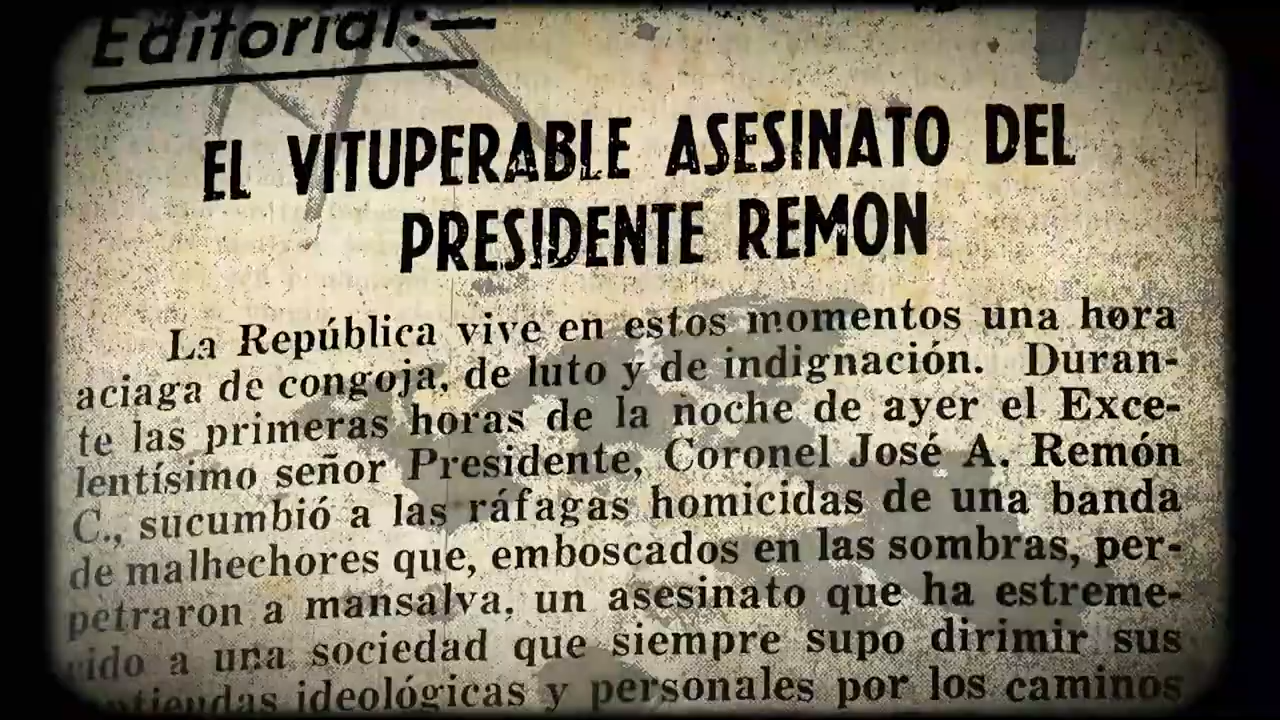 Editorial:—
EL VITUPERABLE ASESINATO DEL
PRESIDENTE REMON
La República vive en estos momentos una hora
aciaga de congoja, de luto y de indignación. Duran-
te las primeras horas de la noche de ayer el Exce-
lentísimo señor Presidente, Coronel José A. Remón
C., sucumbió a las ráfagas homicidas de una banda
de malhechores que, emboscados en las sombras, per-
petraron a mansalva, un asesinato que ha estreme-
cido a una sociedad que siempre supo dirimir sus
contiendas ideológicas y personales por los caminos